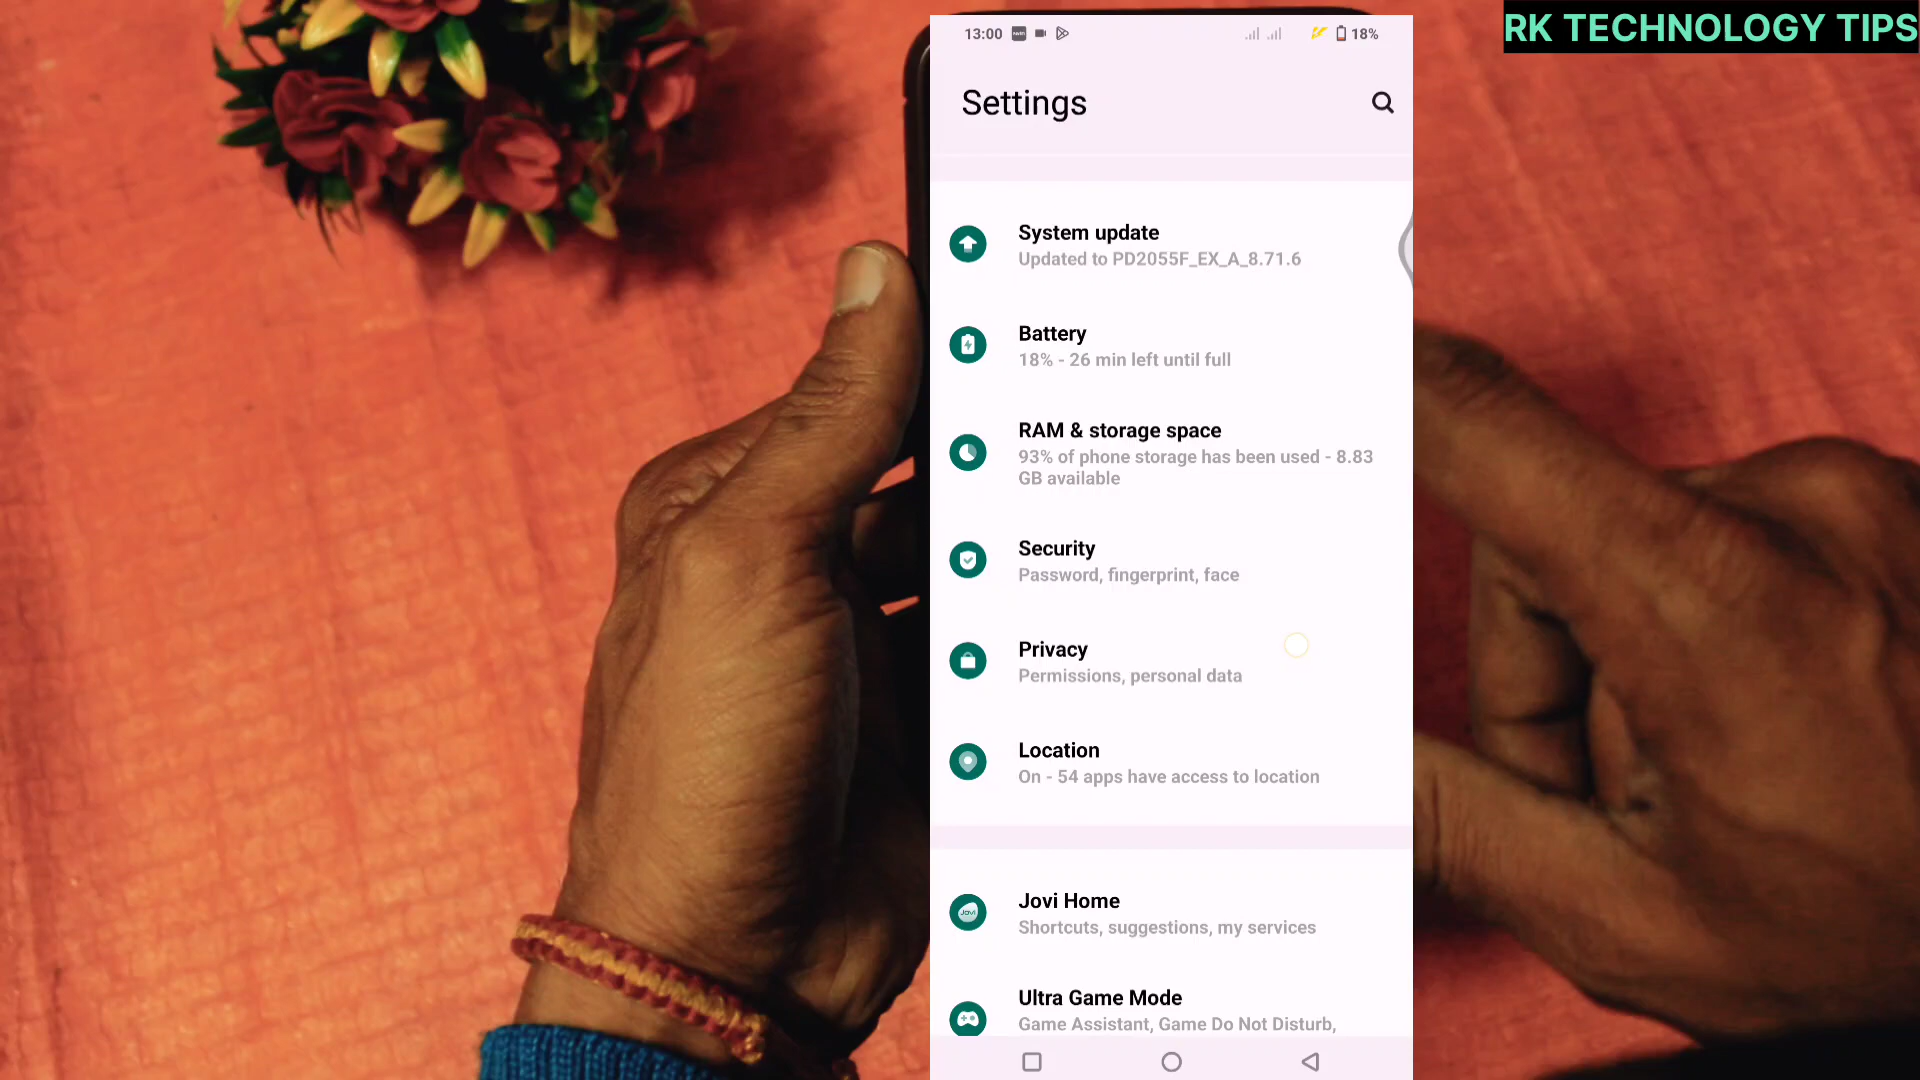 RK TECHNOLOGY TIPS
13:00
18%
Settings
System update
Updated to PD2055F_EX_A_8.71.6
Battery
18% - 26 min left until full
RAM & storage space
93% of phone storage has been used - 8.83
GB available
Security
Password, fingerprint, face
Privacy
Permissions, personal data
Location
On - 54 apps have access to location
Jovi
Jovi Home
Shortcuts, suggestions, my services
Ultra Game Mode
Game Assistant, Game Do Not Disturb,